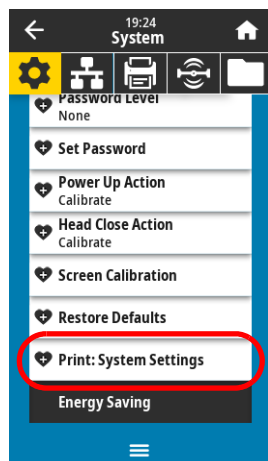 19:24
System
Password Level
None
Set Password
Power Up Action
Calibrate
Head Close Action
Calibrate
Screen Calibration
Restore Defaults
Print: System Settings
Energy Saving